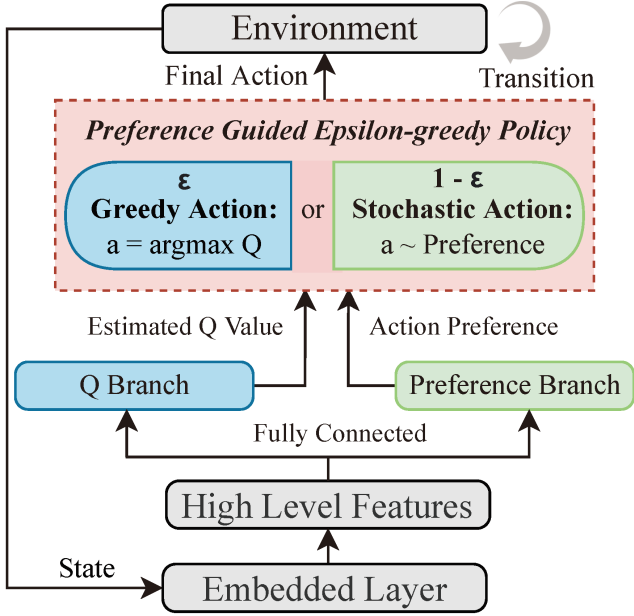 Environment
Final Action
Transition
Preference Guided Epsilon-greedy Policy
ε
Greedy Action:
a = argmax Q
or
1 - ε
Stochastic Action:
a ~ Preference
Estimated Q Value
Action Preference
Q Branch
Preference Branch
Fully Connected
High Level Features
State
Embedded Layer